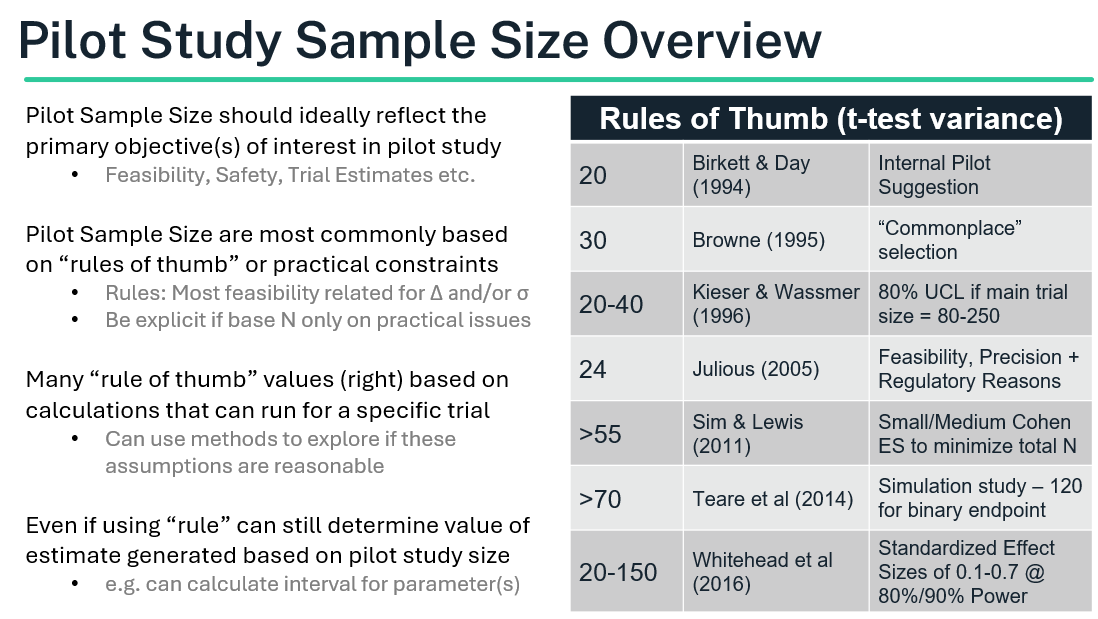 Pilot Study Sample Size Overview
Pilot Sample Size should ideally reflect the
primary objective(s) of interest in pilot study
• Feasibility, Safety, Trial Estimates etc.
Pilot Sample Size are most commonly based
on “rules of thumb” or practical constraints
• Rules: Most feasibility related for Δ and/or σ
• Be explicit if base N only on practical issues
Many “rule of thumb” values (right) based on
calculations that can run for a specific trial
• Can use methods to explore if these
assumptions are reasonable
Even if using “rule” can still determine value of
estimate generated based on pilot study size
• e.g. can calculate interval for parameter(s)
Rules of Thumb (t-test variance)
20
Birkett & Day
(1994)
Internal Pilot
Suggestion
30
Browne (1995)
“Commonplace”
selection
20-40
Kieser & Wassmer
(1996)
80% UCL if main trial
size = 80-250
24
Julious (2005)
Feasibility, Precision +
Regulatory Reasons
>55
Sim & Lewis
(2011)
Small/Medium Cohen
ES to minimize total N
>70
Teare et al (2014)
Simulation study – 120
for binary endpoint
20-150
Whitehead et al
(2016)
Standardized Effect
Sizes of 0.1-0.7 @
80%/90% Power